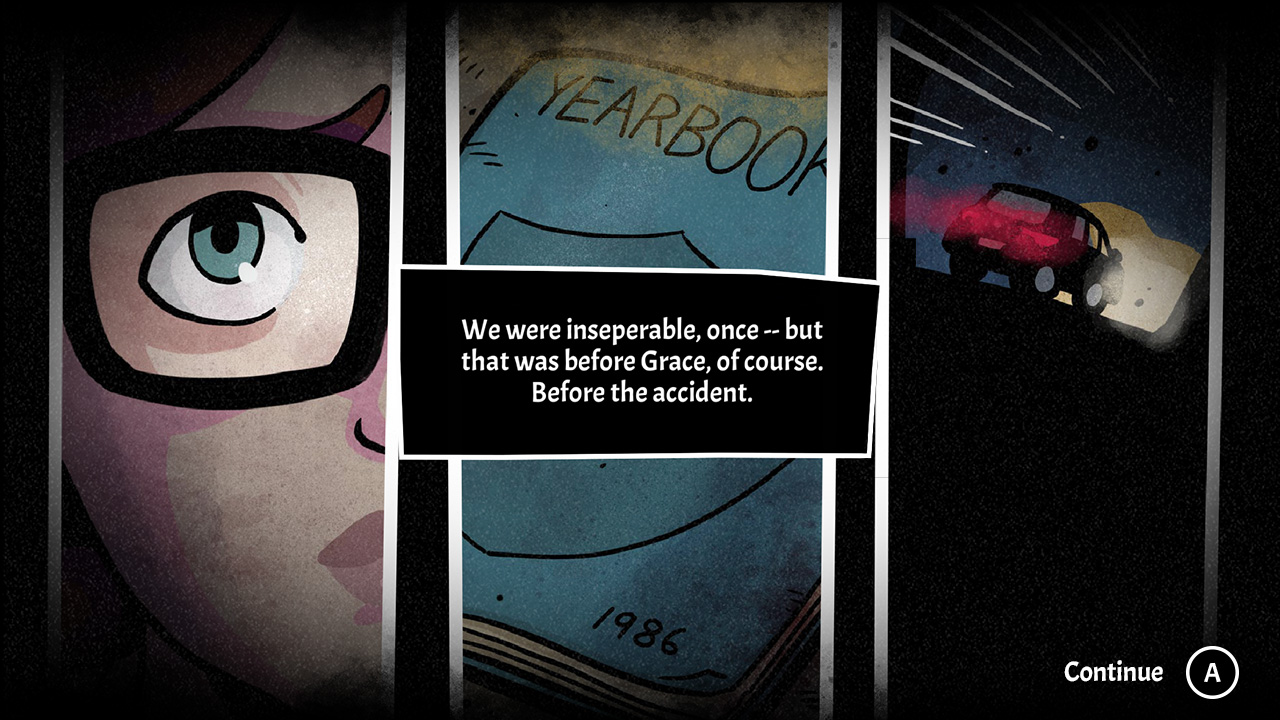 YEARBOOK
We were inseperable, once -- but
that was before Grace, of course.
Before the accident.
1986
Continue A